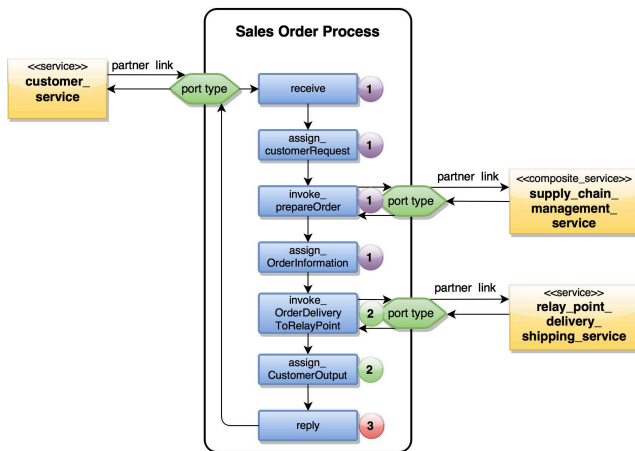 Sales Order Process
<<service>>
customer_
service
partner link
port type
receive
1
assign_
customerRequest
1
invoke_
prepareOrder
1
port type
partner link
<<composite_service>>
supply_chain_
management_
service
assign_
OrderInformation
1
invoke_
OrderDelivery
ToRelayPoint
2
port type
partner link
<<service>>
relay_point_
delivery_
shipping_service
assign_
CustomerOutput
2
reply
3